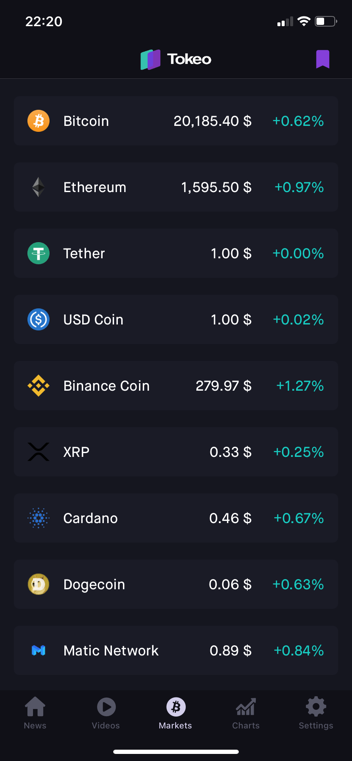 22:20
Tokeo
Bitcoin 20,185.40 $ +0.62%
Ethereum 1,595.50 $ +0.97%
Tether 1.00 $ +0.00%
USD Coin 1.00 $ +0.02%
Binance Coin 279.97 $ +1.27%
XRP 0.33 $ +0.25%
Cardano 0.46 $ +0.67%
Dogecoin 0.06 $ +0.63%
Matic Network 0.89 $ +0.84%
News Videos Markets Charts Settings